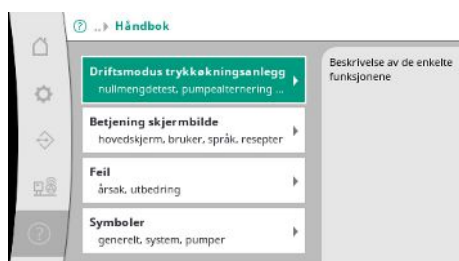 ..▸ Håndbok
Driftsmodus trykkøkningsanlegg
nullmengdetest, pumpealternering ...
Betjening skjermbilde
hovedskjerm, bruker, språk, resepter
Feil
årsak, utbedring
Symboler
generelt, system, pumper
Beskrivelse av de enkelte
funksjonene